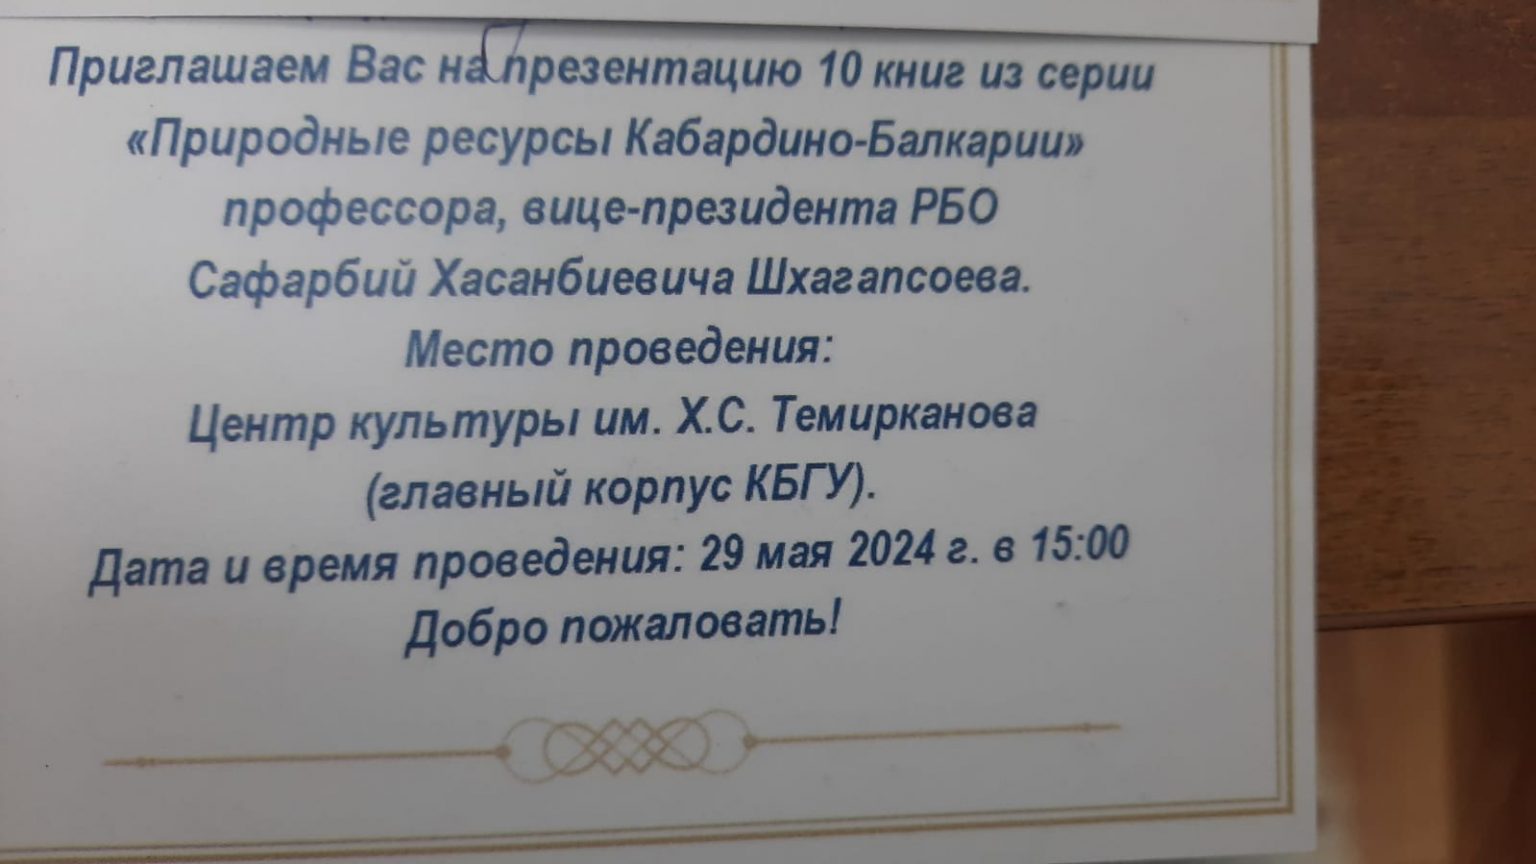 Приглашаем Вас на презентацию 10 книг из серии
«Природные ресурсы Кабардино-Балкарии»
профессора, вице-президента РБО
Сафарбий Хасанбиевича Шхагапсоева.
Место проведения:
Центр культуры им. Х.С. Темирканова
(главный корпус КБГУ).
Дата и время проведения: 29 мая 2024 г. в 15:00
Добро пожаловать!